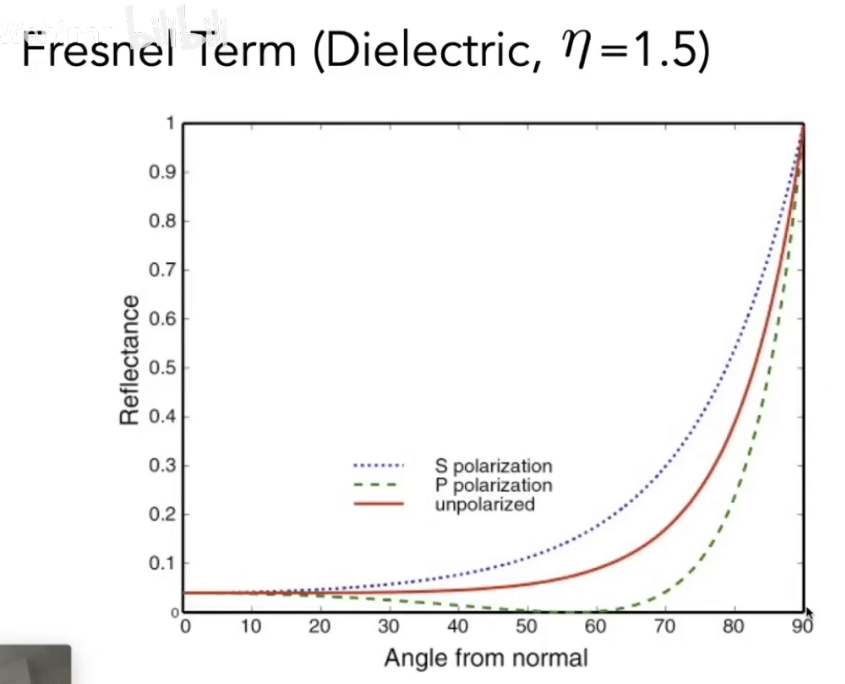 Webinar bilibili
Fresnel Term (Dielectric, η=1.5)
1
0.9
0.8
0.7
0.6
0.5
0.4
0.3
0.2
0.1
0
Reflectance
S polarization
P polarization
unpolarized
0 10 20 30 40 50 60 70 80 90
Angle from normal